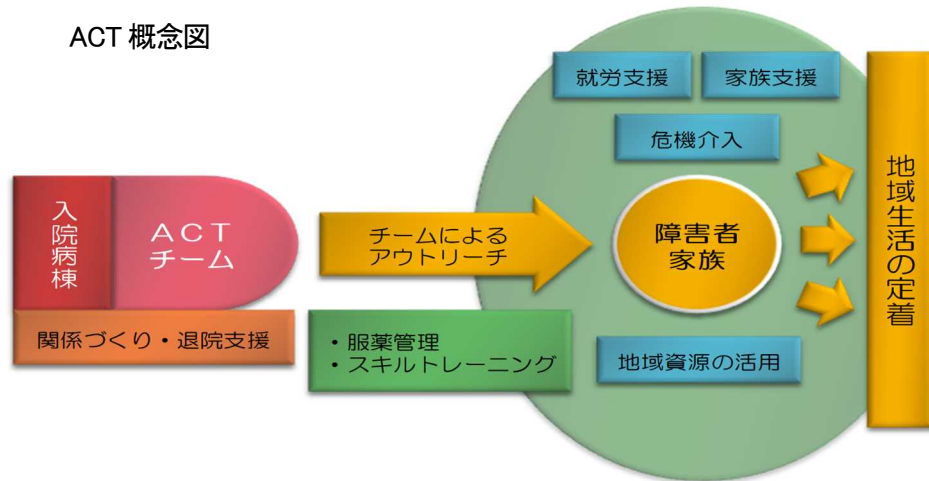 ACT 概念図
就労支援
家族支援
危機介入
入院病棟
ACT
チーム
チームによる
アウトリーチ
障害者
家族
地域生活の定着
関係づくり・退院支援
・服薬管理
・スキルトレーニング
地域資源の活用